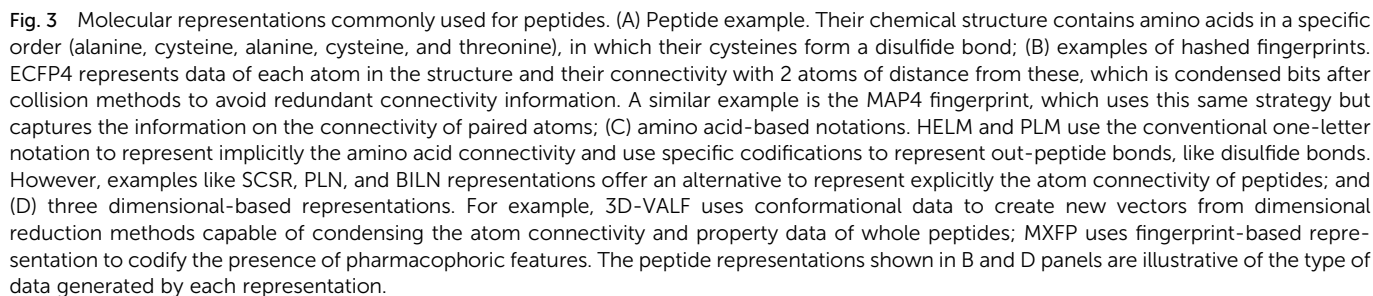 Fig. 3 Molecular representations commonly used for peptides. (A) Peptide example. Their chemical structure contains amino acids in a specific
order (alanine, cysteine, alanine, cysteine, and threonine), in which their cysteines form a disulfide bond; (B) examples of hashed fingerprints.
ECFP4 represents data of each atom in the structure and their connectivity with 2 atoms of distance from these, which is condensed bits after
collision methods to avoid redundant connectivity information. A similar example is the MAP4 fingerprint, which uses this same strategy but
captures the information on the connectivity of paired atoms; (C) amino acid-based notations. HELM and PLM use the conventional one-letter
notation to represent implicitly the amino acid connectivity and use specific codifications to represent out-peptide bonds, like disulfide bonds.
However, examples like SCSR, PLN, and BILN representations offer an alternative to represent explicitly the atom connectivity of peptides; and
(D) three dimensional-based representations. For example, 3D-VALF uses conformational data to create new vectors from dimensional
reduction methods capable of condensing the atom connectivity and property data of whole peptides; MXFP uses fingerprint-based repre-
sentation to codify the presence of pharmacophoric features. The peptide representations shown in B and D panels are illustrative of the type of
data generated by each representation.